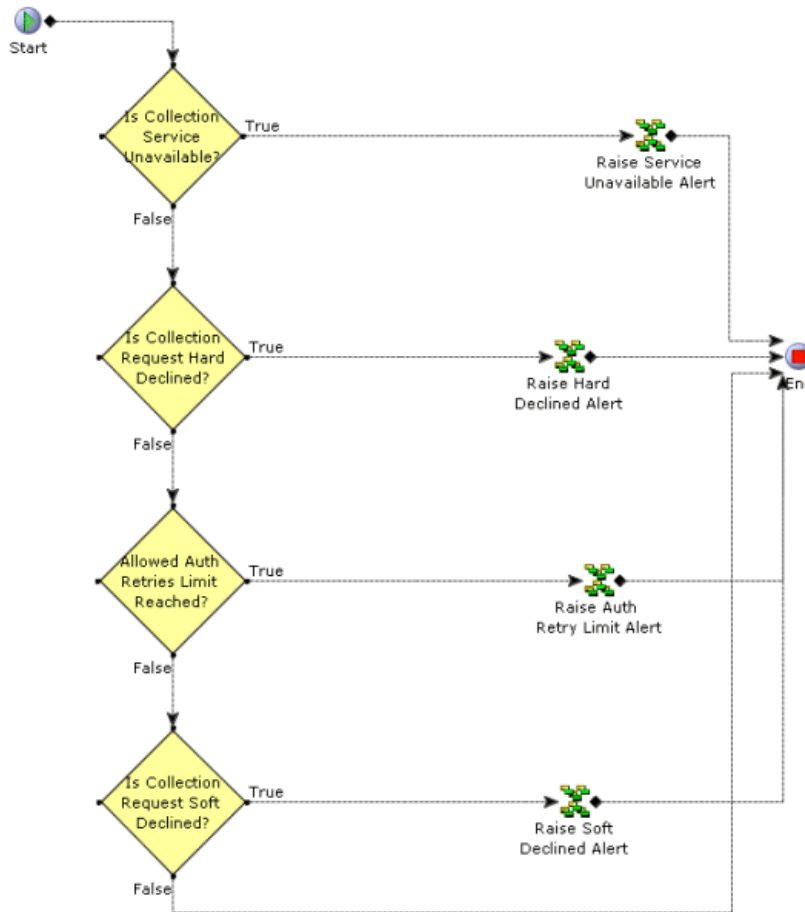 Start
Is Collection
Service
Unavailable?
True
Raise Service
Unavailable Alert
False
Is Collection
Request Hard
Declined?
True
Raise Hard
Declined Alert
En
False
Allowed Auth
Retries Limit
Reached?
True
Raise Auth
Retry Limit Alert
False
Is Collection
Request Soft
Declined?
True
Raise Soft
Declined Alert
False